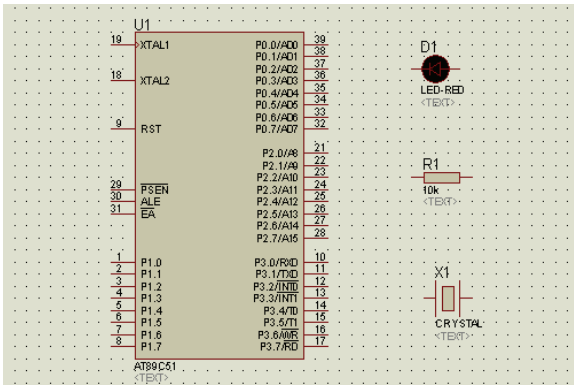 U1
19 XTAL1 P0.0/AD0 39
P0.1/AD1 38
P0.2/AD2 37
18 XTAL2 P0.3/AD3 36
P0.4/AD4 35
P0.5/AD5 34
P0.6/AD6 33
9 RST P0.7/AD7 32
P2.0/A8 21
P2.1/A9 22
P2.2/A10 23
29 PSEN P2.3/A11 24
30 ALE P2.4/A12 25
31 EA P2.5/A13 26
P2.6/A14 27
P2.7/A15 28
1 P1.0 P3.0/RXD 10
2 P1.1 P3.1/TXD 11
3 P1.2 P3.2/INT0 12
4 P1.3 P3.3/INT1 13
5 P1.4 P3.4/T0 14
6 P1.5 P3.5/T1 15
7 P1.6 P3.6/WR 16
8 P1.7 P3.7/RD 17
AT89C51
<TEXT>
D1
LED-RED
<TEXT>
R1
10k
<TEXT>
X1
CRYSTAL
<TEXT>